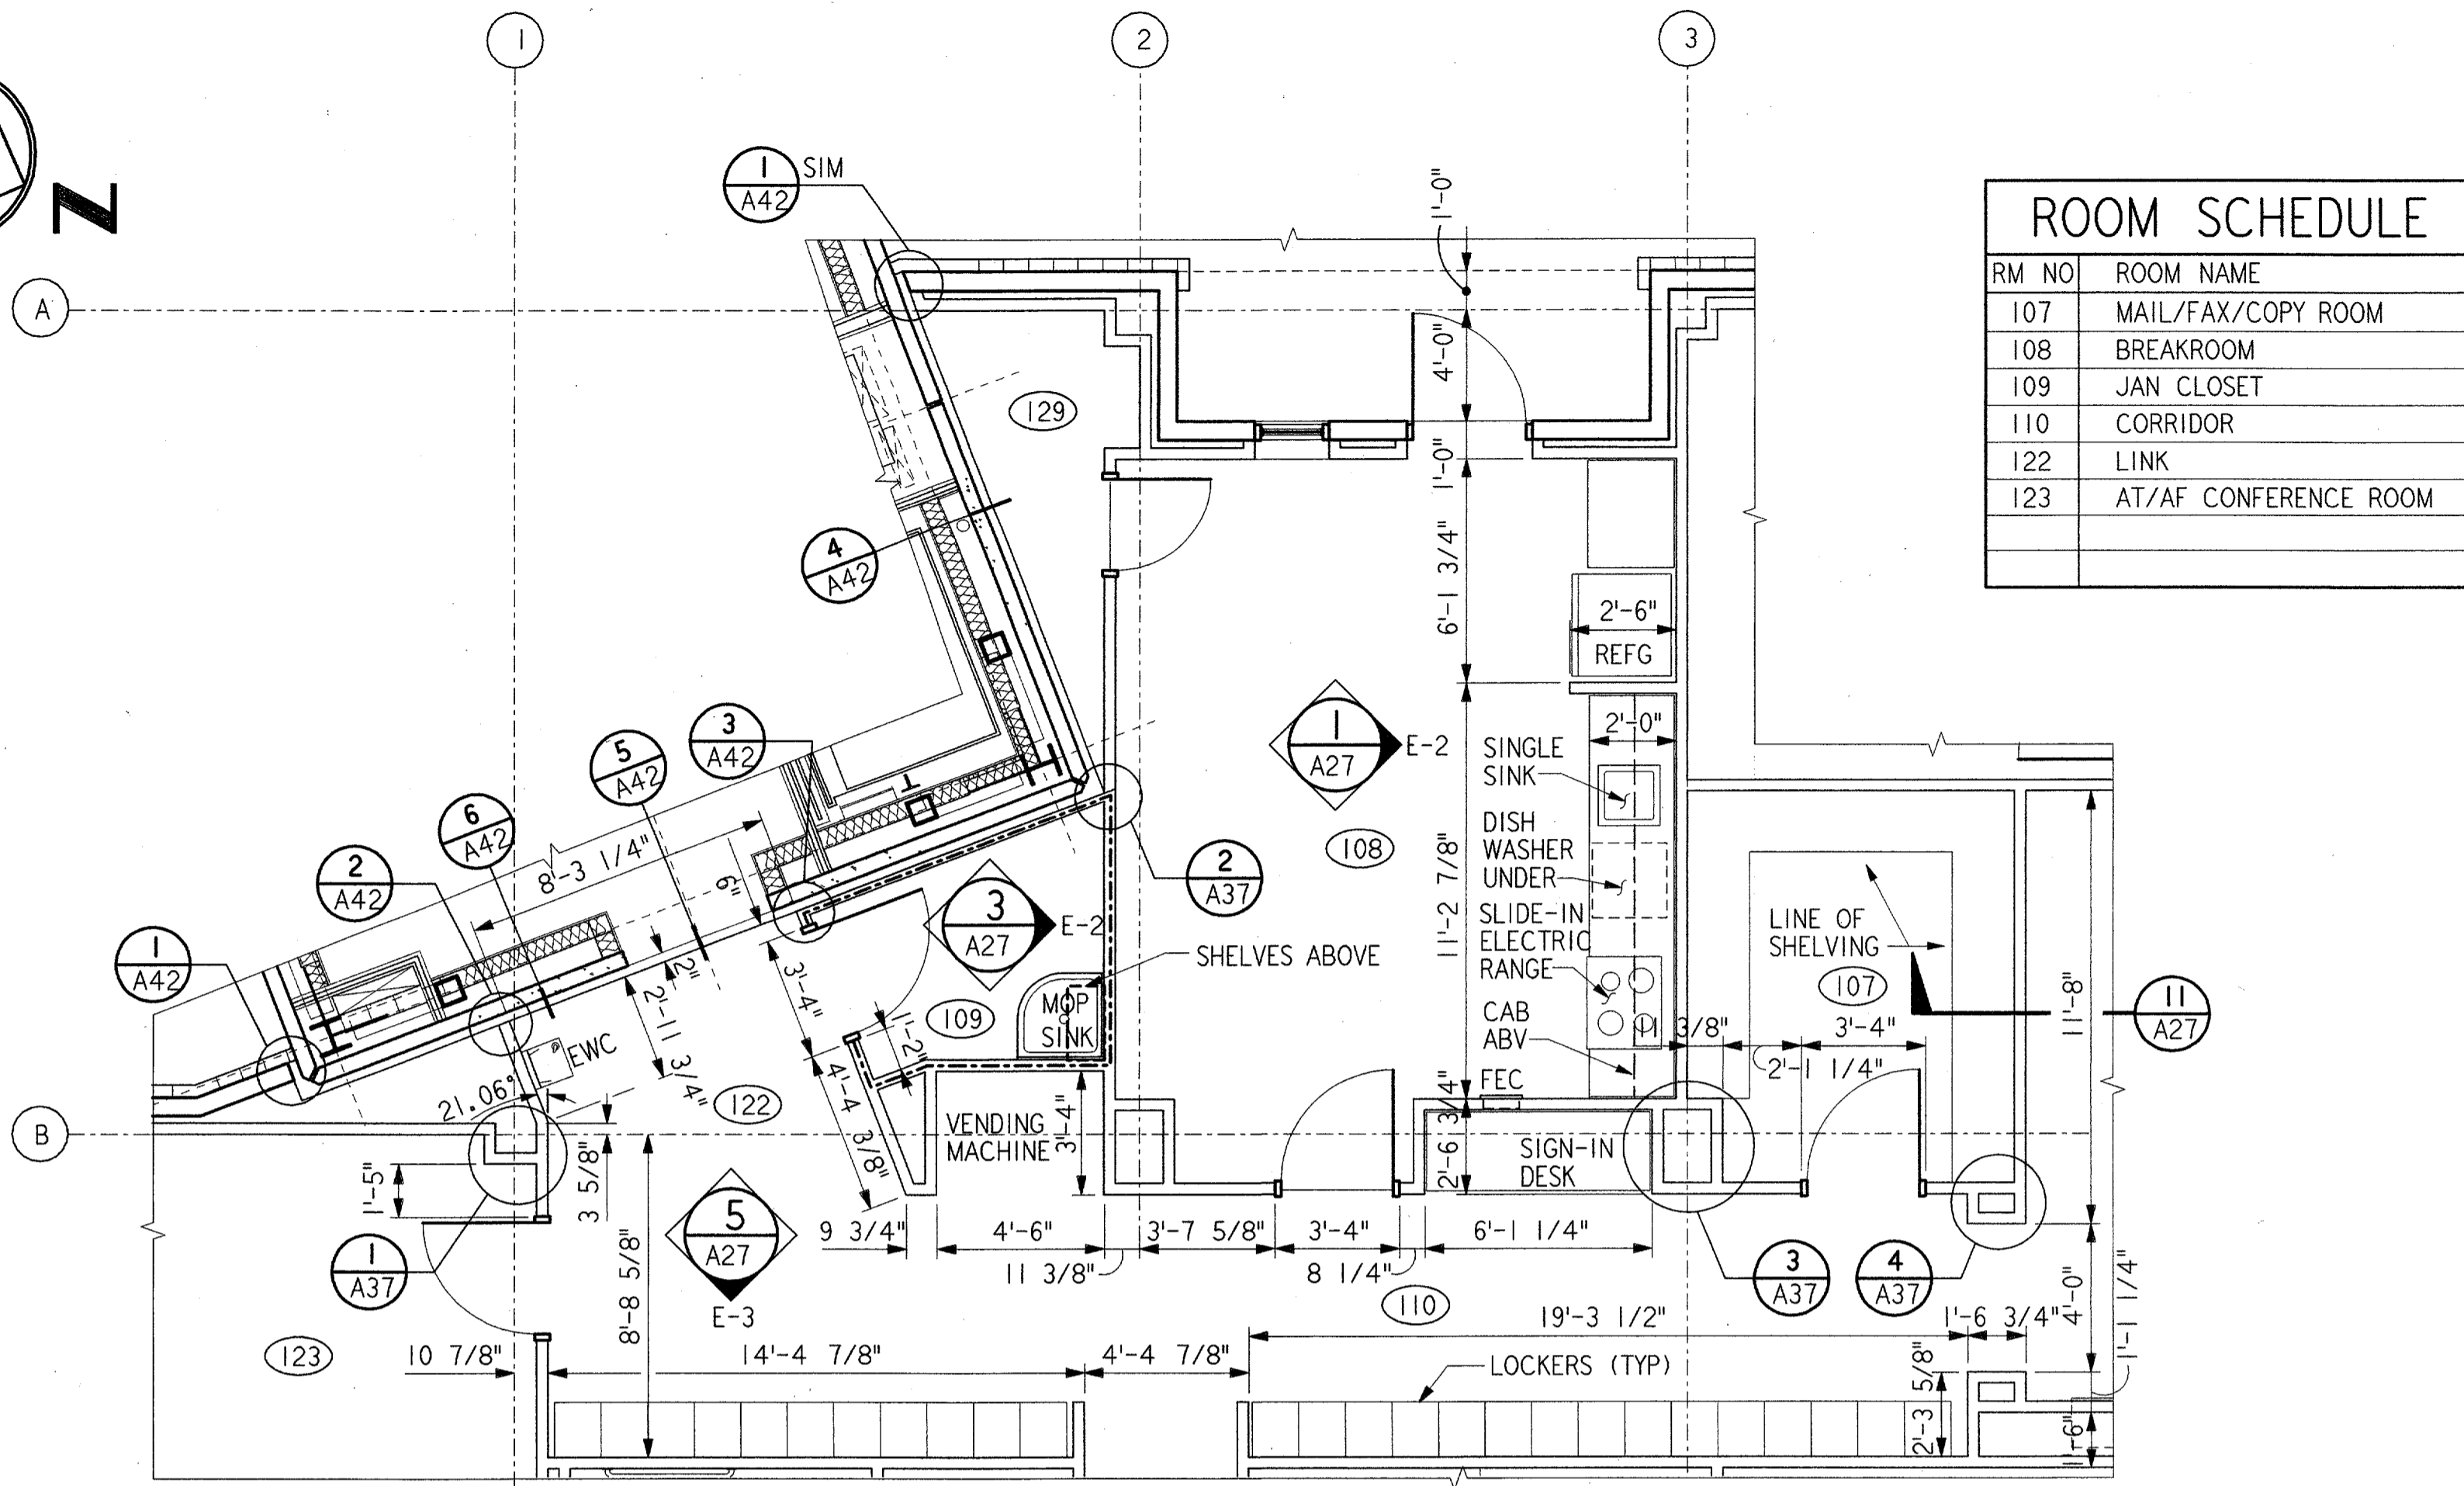 1
2
3
N
A
B
1
A42
SIM
1'-0"
ROOM SCHEDULE
RM NO ROOM NAME
107 MAIL/FAX/COPY ROOM
108 BREAKROOM
109 JAN CLOSET
110 CORRIDOR
122 LINK
123 AT/AF CONFERENCE ROOM
4'-0"
129
1'-0"
4
A42
6'-1 3/4"
2'-6"
REFG
3
A42
5
A42
6
A42
2
A42
1
A42
8'-3 1/4"
6"
1
A27
E-2
2'-0"
SINGLE
SINK
DISH
WASHER
UNDER
SLIDE-IN
ELECTRIC
RANGE
CAB
ABV
FEC
108
2
A37
11'-2 7/8"
3
A27
E-2
SHELVES ABOVE
LINE OF
SHELVING
107
11
A27
11'-8"
2"
2'-11 3/4"
3'-4"
1'-2"
109
MOP
SINK
EWC
21.06°
122
4'-4 3/8"
VENDING
MACHINE
3'-4"
11 3/8"
3'-4"
2'-1 1/4"
2'-6 3/4"
SIGN-IN
DESK
1'-5"
3 5/8"
1
A37
5
A27
E-3
8'-8 5/8"
9 3/4"
4'-6"
3'-7 5/8"
3'-4"
6'-1 1/4"
11 3/8"
8 1/4"
110
3
A37
4
A37
4'-0"
1'-1 1/4"
123
10 7/8"
14'-4 7/8"
4'-4 7/8"
19'-3 1/2"
1'-6 3/4"
LOCKERS (TYP)
2'-3 5/8"
1'-6"